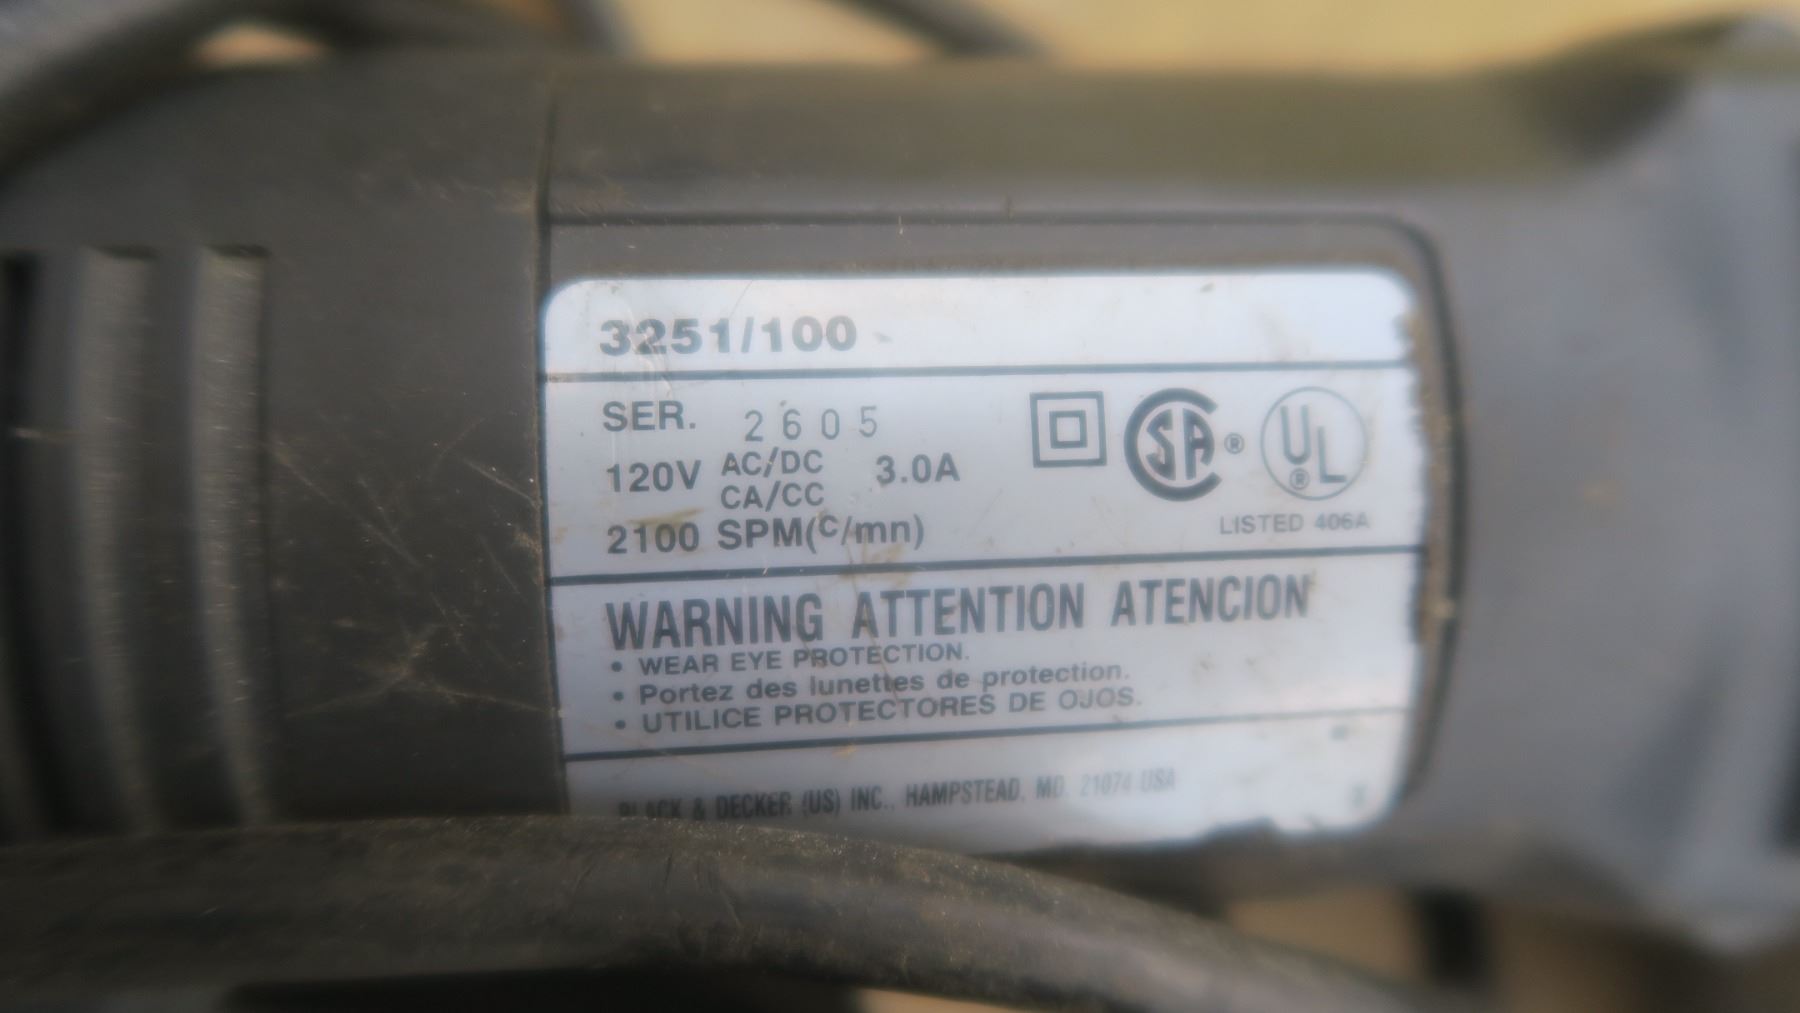 3251/100
SER. 2605
120V AC/DC 3.0A
CA/CC
2100 SPM(c/mn)
SA ®
UL ®
LISTED 406A
WARNING ATTENTION ATENCION
• WEAR EYE PROTECTION.
• Portez des lunettes de protection.
• UTILICE PROTECTORES DE OJOS.
BLACK & DECKER (US) INC., HAMPSTEAD, MD. 21074 USA